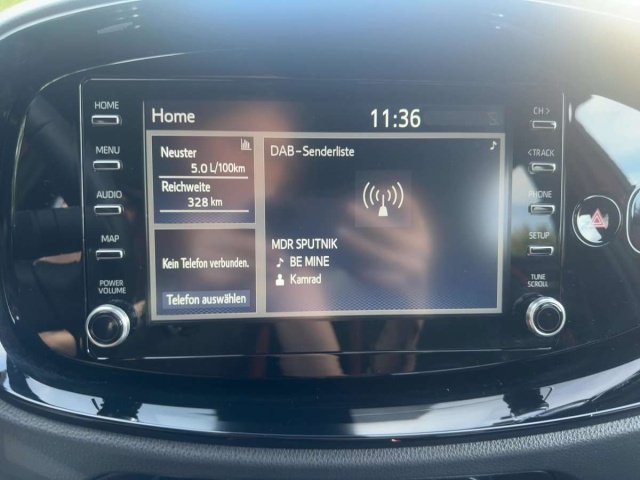 HOME
MENU
AUDIO
MAP
POWER
VOLUME
Home
11:36
Neuster
5.0 L/100km
Reichweite
328 km
Kein Telefon verbunden.
Telefon auswählen
DAB-Senderliste
MDR SPUTNIK
BE MINE
Kamrad
CH >
<TRACK
PHONE
SETUP
TUNE
SCROLL